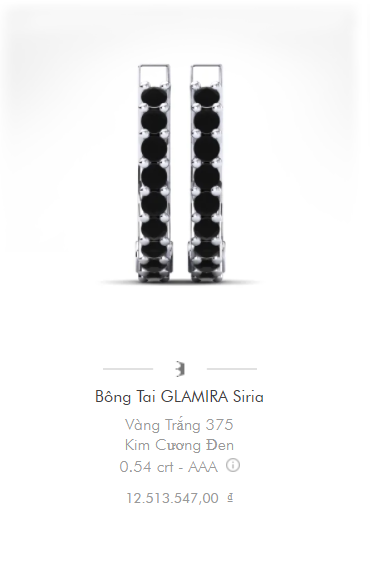 Bông Tai GLAMIRA Siria
Vàng Trắng 375
Kim Cương Đen
0.54 crt - AAA
12.513.547,00 ₫